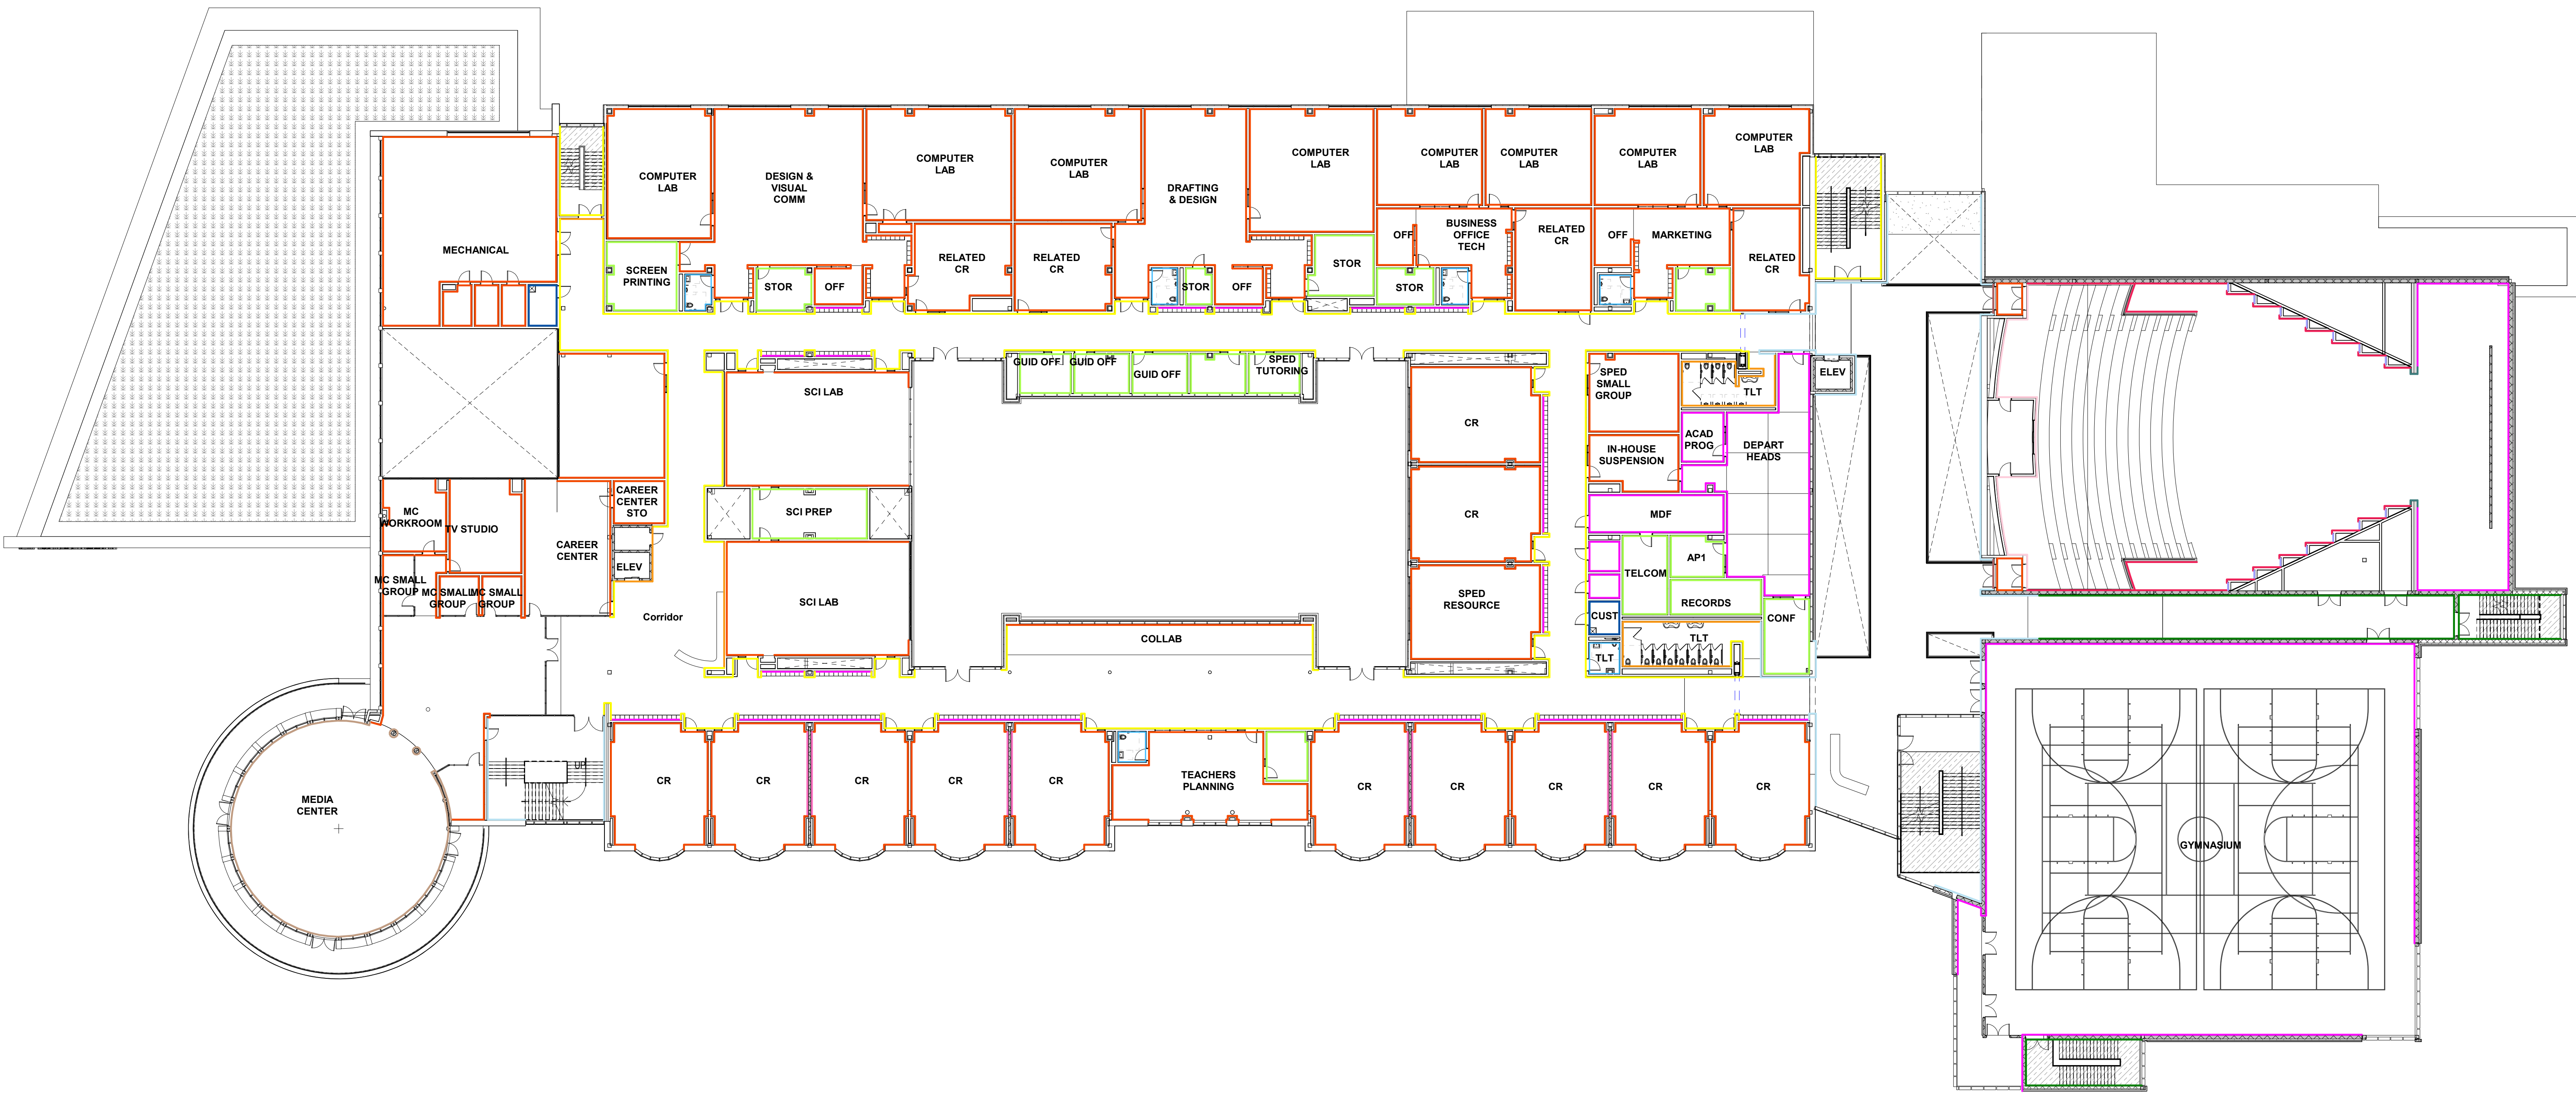 COMPUTER
LAB
DESIGN &
VISUAL
COMM
COMPUTER
LAB
COMPUTER
LAB
DRAFTING
& DESIGN
COMPUTER
LAB
COMPUTER
LAB
COMPUTER
LAB
COMPUTER
LAB
COMPUTER
LAB
MECHANICAL
SCREEN
PRINTING
STOR
OFF
RELATED
CR
RELATED
CR
STOR
OFF
STOR
OFF
STOR
BUSINESS
OFFICE
TECH
RELATED
CR
OFF
MARKETING
RELATED
CR
GUID OFF
GUID OFF
GUID OFF
SPED
TUTORING
ELEV
SCI LAB
SCI PREP
SCI LAB
CR
CR
SPED
RESOURCE
SPED
SMALL
GROUP
TLT
ACAD
PROG
DEPART
HEADS
IN-HOUSE
SUSPENSION
MDF
TELCOM
AP1
RECORDS
CUST
CONF
TLT
TLT
MC
WORKROOM
TV STUDIO
CAREER
CENTER
CAREER
CENTER
STO
ELEV
MC SMALL
GROUP
MC SMALL
GROUP
MC SMALL
GROUP
Corridor
COLLAB
UP
MEDIA
CENTER
CR
CR
CR
CR
CR
TEACHERS
PLANNING
CR
CR
CR
CR
CR
GYMNASIUM